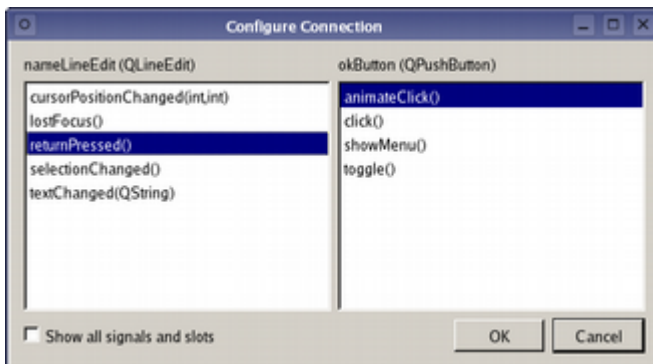 Configure Connection
nameLineEdit (QLineEdit)
cursorPositionChanged(int,int)
lostFocus()
returnPressed()
selectionChanged()
textChanged(QString)
okButton (QPushButton)
animateClick()
click()
showMenu()
toggle()
Show all signals and slots
OK
Cancel